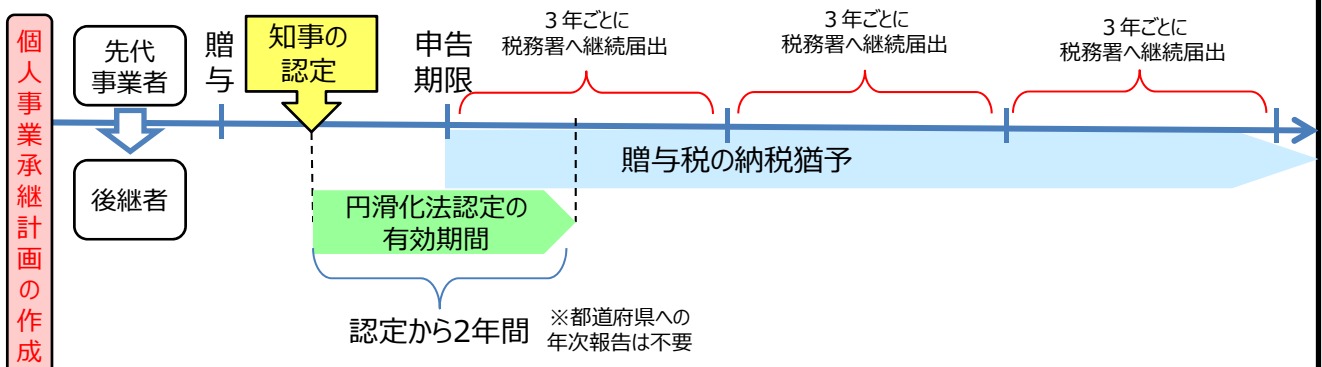 個人事業承継計画の作成
先代
事業者
後継者
贈与
知事の
認定
申告
期限
3年ごとに
税務署へ継続届出
3年ごとに
税務署へ継続届出
3年ごとに
税務署へ継続届出
贈与税の納税猶予
円滑化法認定の
有効期間
認定から2年間
※都道府県への
年次報告は不要